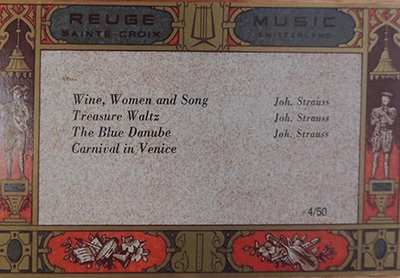 REUGE MUSIC
SAINTE-CROIX SWITZERLAND
Wine, Women and Song Joh. Strauss
Treasure Waltz Joh. Strauss
The Blue Danube Joh. Strauss
Carnival in Venice
4/50